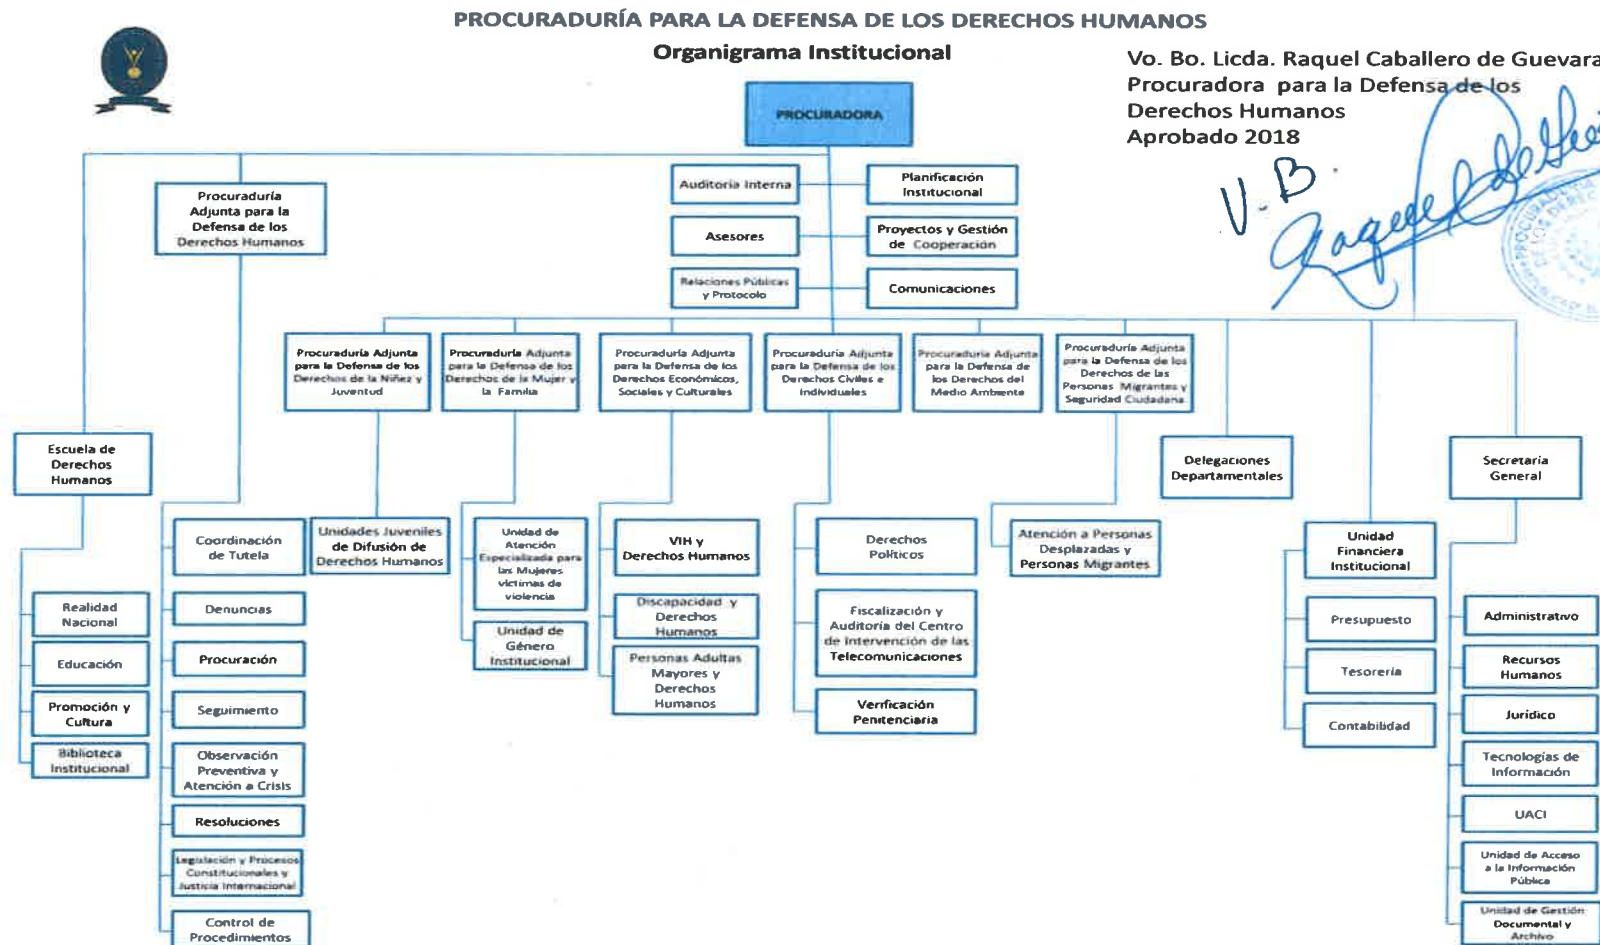 PROCURADURÍA PARA LA DEFENSA DE LOS DERECHOS HUMANOS
Organigrama Institucional
Vo. Bo. Licda. Raquel Caballero de Guevara
Procuradora para la Defensa de los
Derechos Humanos
Aprobado 2018
V. B.
Raquel
PROCURADORA
Procuraduría
Adjunta para la
Defensa de los
Derechos Humanos
Auditoria Interna
Planificación
Institucional
Asesores
Proyectos y Gestión
de Cooperación
Relaciones Públicas
y Protocolo
Comunicaciones
Procuraduría Adjunta
para la Defensa de los
Derechos de la Niñez y
Juventud
Procuraduría Adjunta
para la Defensa de los
Derechos de la Mujer y
la Familia
Procuraduría Adjunta
para la Defensa de los
Derechos Económicos,
Sociales y Culturales
Procuraduría Adjunta
para la Defensa de los
Derechos Civiles e
Individuales
Procuraduría Adjunta
para la Defensa de
los Derechos del
Medio Ambiente
Procuraduría Adjunta
para la Defensa de los
Derechos de las
Personas Migrantes y
Seguridad Ciudadana
Escuela de
Derechos
Humanos
Delegaciones
Departamentales
Secretaría
General
Coordinación
de Tutela
Unidades Juveniles
de Difusión de
Derechos Humanos
Unidad de
Atención
Especializada para
las Mujeres
víctimas de
violencia
VIH y
Derechos Humanos
Derechos
Políticos
Atención a Personas
Desplazadas y
Personas Migrantes
Unidad
Financiera
Institucional
Realidad
Nacional
Denuncias
Discapacidad y
Derechos
Humanos
Fiscalización y
Auditoría del Centro
de Intervención de las
Telecomunicaciones
Presupuesto
Administrativo
Educación
Procuración
Unidad de
Género
Institucional
Personas Adultas
Mayores y
Derechos
Humanos
Tesorería
Recursos
Humanos
Promoción y
Cultura
Seguimiento
Verificación
Penitenciaria
Contabilidad
Jurídico
Biblioteca
Institucional
Observación
Preventiva y
Atención a Crisis
Tecnologías de
Información
Resoluciones
UACI
Legislación y Procesos
Constitucionales y
Justicia Internacional
Unidad de Acceso
a la Información
Pública
Control de
Procedimientos
Unidad de Gestión
Documental y
Archivo